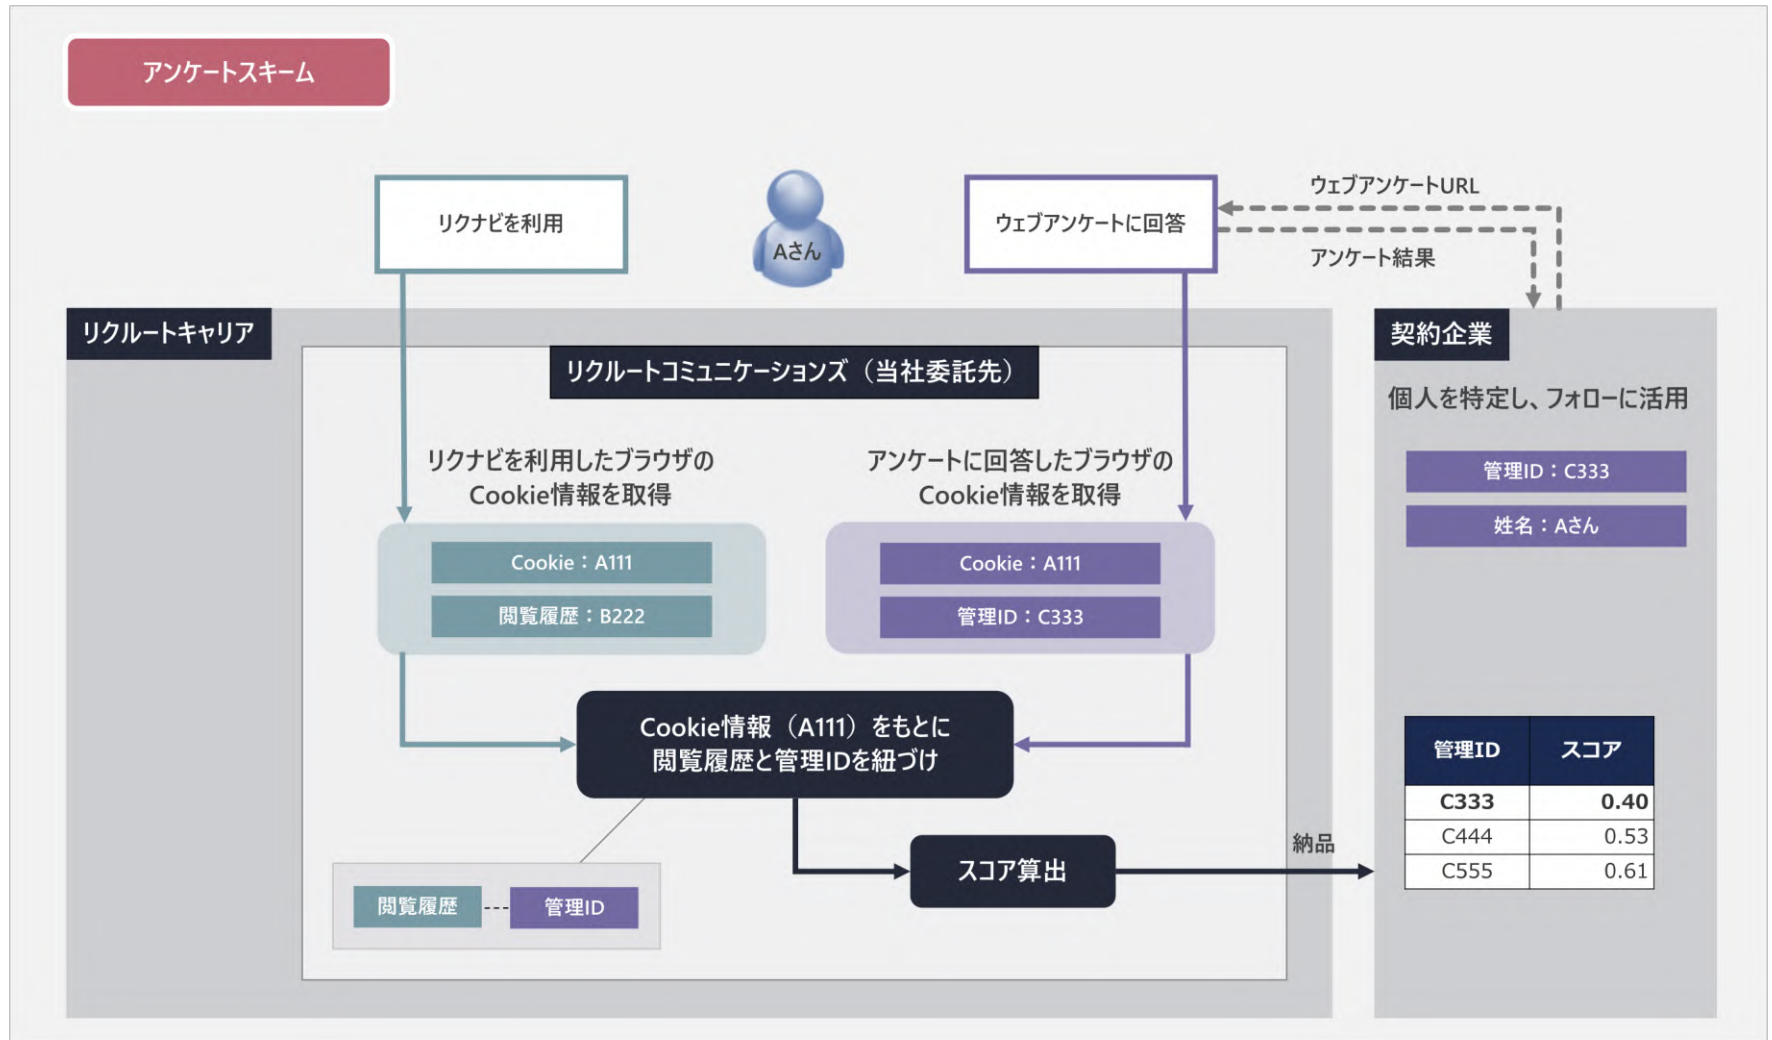 アンケートスキーム
リクナビを利用
Aさん
ウェブアンケートに回答
ウェブアンケートURL
アンケート結果
リクルートキャリア
リクルートコミュニケーションズ（当社委託先）
リクナビを利用したブラウザの
Cookie情報を取得
アンケートに回答したブラウザの
Cookie情報を取得
Cookie：A111
閲覧履歴：B222
Cookie：A111
管理ID：C333
Cookie情報（A111）をもとに
閲覧履歴と管理IDを紐づけ
閲覧履歴
管理ID
スコア算出
納品
契約企業
個人を特定し、フォローに活用
管理ID：C333
姓名：Aさん
管理ID スコア
C333 0.40
C444 0.53
C555 0.61